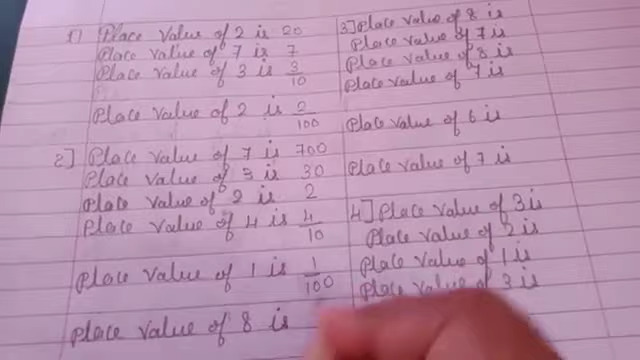 1) Place value of 2 is 20
Place value of 7 is 7
Place value of 3 is 3/10
Place value of 2 is 2/100
2] Place value of 7 is 700
Place value of 3 is 30
Place value of 2 is 2
Place value of 4 is 4/10
Place value of 1 is 1/100
Place value of 8 is
3] Place value of 8 is
Place value of 7 is
Place value of 8 is
Place value of 7 is
Place value of 6 is
Place value of 7 is
4] Place value of 3 is
Place value of 2 is
Place value of 1 is
Place value of 3 is